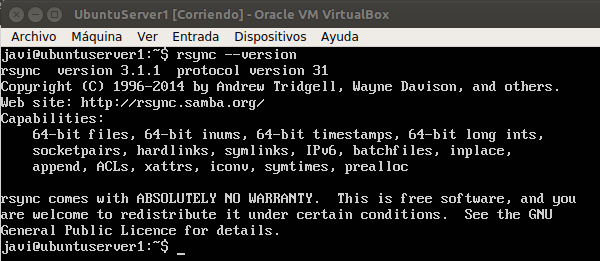 UbuntuServer1 [Corriendo] - Oracle VM VirtualBox
Archivo Máquina Ver Entrada Dispositivos Ayuda
javi@ubuntuserver1:~$ rsync --version
rsync  version 3.1.1  protocol version 31
Copyright (C) 1996-2014 by Andrew Tridgell, Wayne Davison, and others.
Web site: http://rsync.samba.org/
Capabilities:
    64-bit files, 64-bit inums, 64-bit timestamps, 64-bit long ints,
    socketpairs, hardlinks, symlinks, IPv6, batchfiles, inplace,
    append, ACLs, xattrs, iconv, symtimes, prealloc

rsync comes with ABSOLUTELY NO WARRANTY.  This is free software, and you
are welcome to redistribute it under certain conditions.  See the GNU
General Public Licence for details.
javi@ubuntuserver1:~$ _